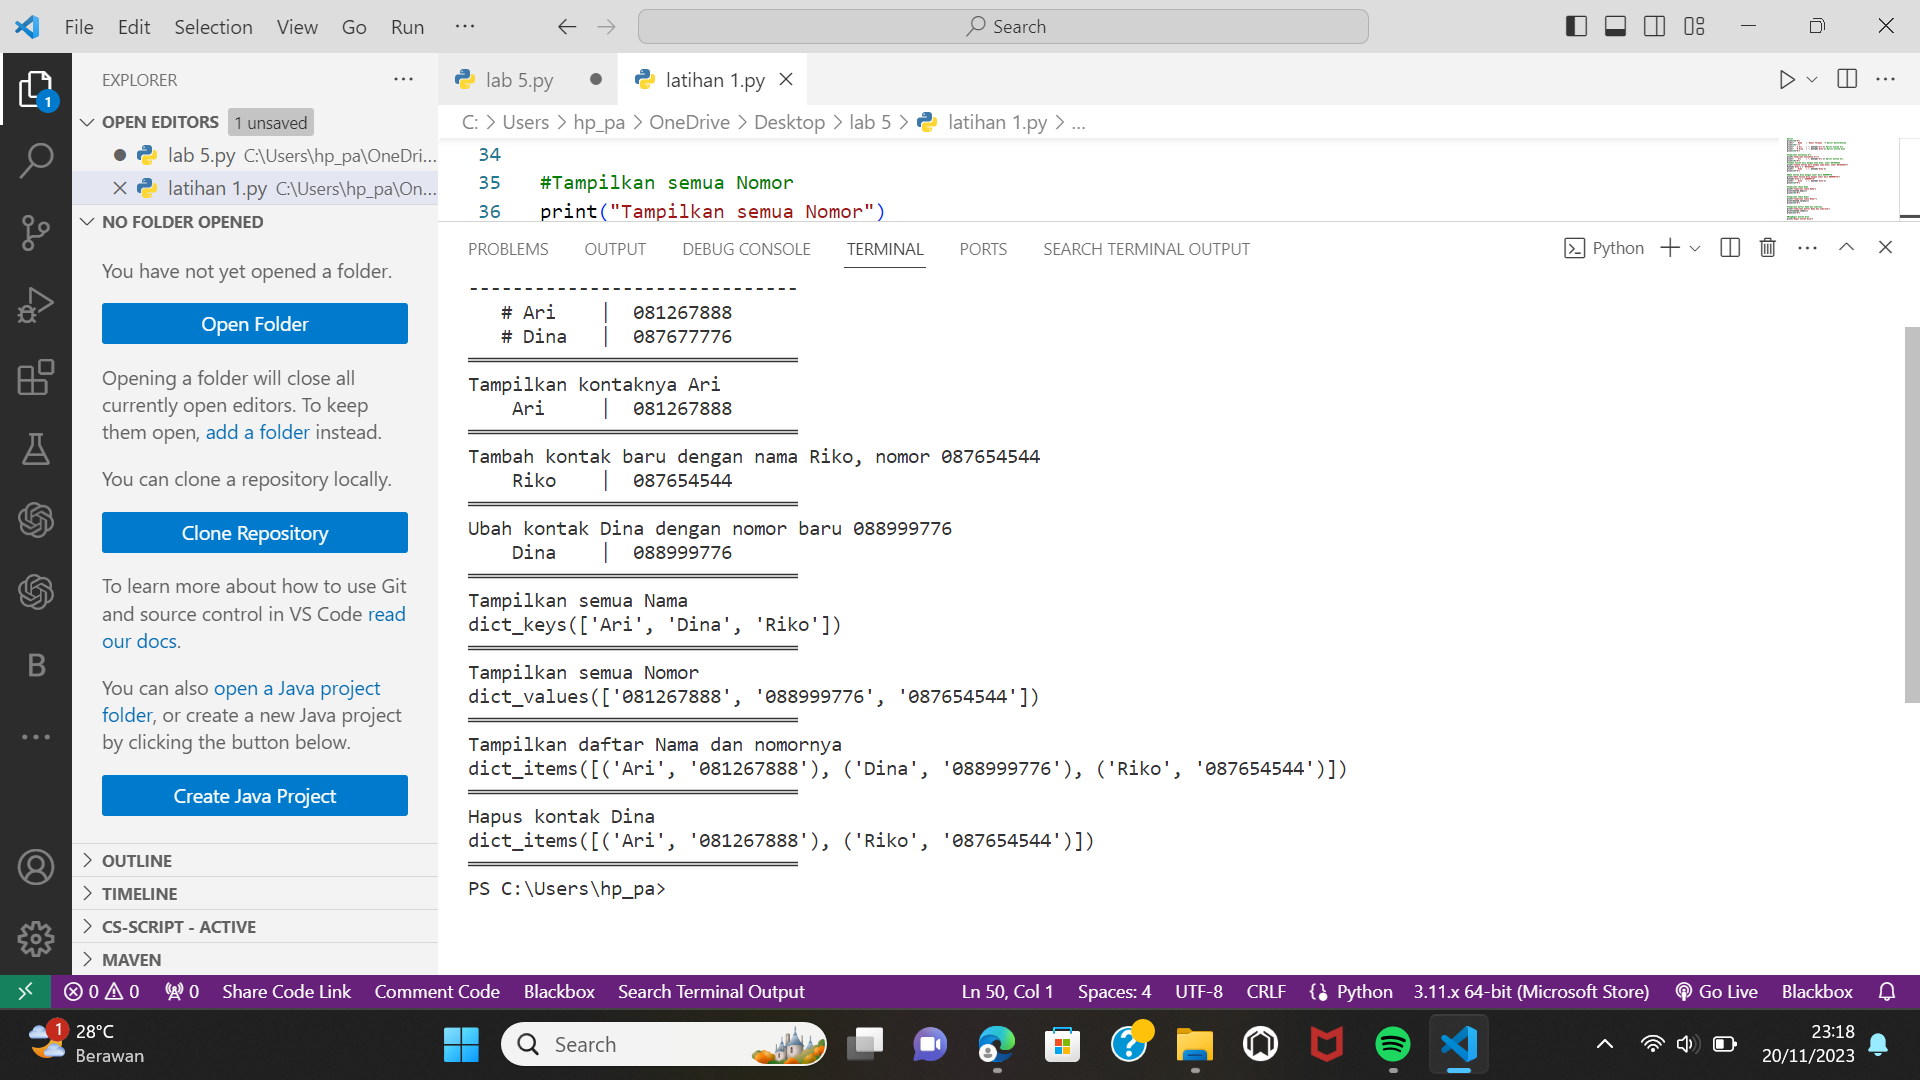 File Edit Selection View Go Run ··· Search
EXPLORER
OPEN EDITORS 1 unsaved
lab 5.py C:\Users\hp_pa\OneDri...
latihan 1.py C:\Users\hp_pa\On...
NO FOLDER OPENED
You have not yet opened a folder.
Open Folder
Opening a folder will close all
currently open editors. To keep
them open, add a folder instead.
You can clone a repository locally.
Clone Repository
To learn more about how to use Git
and source control in VS Code read
our docs.
You can also open a Java project
folder, or create a new Java project
by clicking the button below.
Create Java Project
OUTLINE
TIMELINE
CS-SCRIPT - ACTIVE
MAVEN
1
B
lab 5.py latihan 1.py
C: > Users > hp_pa > OneDrive > Desktop > lab 5 > latihan 1.py > ...
34
35 #Tampilkan semua Nomor
36 print("Tampilkan semua Nomor")
PROBLEMS OUTPUT DEBUG CONSOLE TERMINAL PORTS SEARCH TERMINAL OUTPUT Python
------------------------------
# Ari | 081267888
# Dina | 087677776
==============================
Tampilkan kontaknya Ari
Ari | 081267888
==============================
Tambah kontak baru dengan nama Riko, nomor 087654544
Riko | 087654544
==============================
Ubah kontak Dina dengan nomor baru 088999776
Dina | 088999776
==============================
Tampilkan semua Nama
dict_keys(['Ari', 'Dina', 'Riko'])
==============================
Tampilkan semua Nomor
dict_values(['081267888', '088999776', '087654544'])
==============================
Tampilkan daftar Nama dan nomornya
dict_items([('Ari', '081267888'), ('Dina', '088999776'), ('Riko', '087654544')])
==============================
Hapus kontak Dina
dict_items([('Ari', '081267888'), ('Riko', '087654544')])
==============================
PS C:\Users\hp_pa>
0 0 0 Share Code Link Comment Code Blackbox Search Terminal Output Ln 50, Col 1 Spaces: 4 UTF-8 CRLF Python 3.11.x 64-bit (Microsoft Store) Go Live Blackbox
1 28°C
Berawan
Search
23:18
20/11/2023